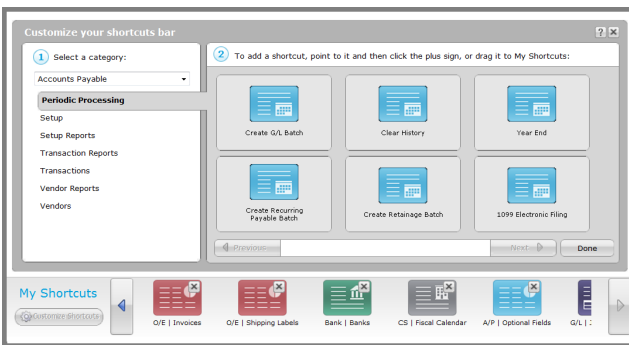 Customize your shortcuts bar
? x
1 Select a category:
2 To add a shortcut, point to it and then click the plus sign, or drag it to My Shortcuts:
Accounts Payable
Periodic Processing
Setup
Setup Reports
Transaction Reports
Transactions
Vendor Reports
Vendors
Create G/L Batch
Clear History
Year End
Create Recurring
Payable Batch
Create Retainage Batch
1099 Electronic Filing
Previous
Next
Done
My Shortcuts
Customize Shortcuts
O/E | Invoices
O/E | Shipping Labels
Bank | Banks
CS | Fiscal Calendar
A/P | Optional Fields
G/L |